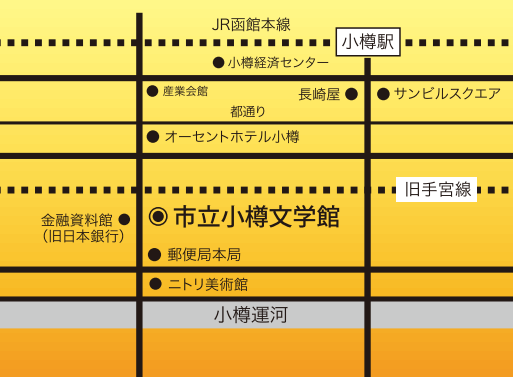 JR函館本線
小樽駅
小樽経済センター
産業会館
長崎屋
サンビルスクエア
都通り
オーセントホテル小樽
旧手宮線
市立小樽文学館
金融資料館
(旧日本銀行)
郵便局本局
ニトリ美術館
小樽運河